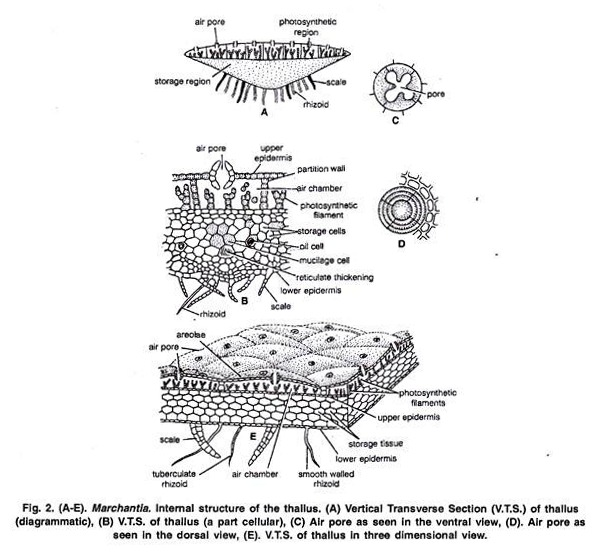 air pore
photosynthetic
region
storage region
scale
rhizoid
A
pore
C
air pore
upper
epidermis
partition wall
air chamber
photosynthetic
filament
storage cells
oil cell
mucilage cell
reticulate thickening
lower epidermis
B
scale
rhizoid
D
areolae
air pore
photosynthetic
filaments
upper epidermis
storage tissue
lower epidermis
scale
E
tuberculate
rhizoid
air chamber
smooth walled
rhizoid
Fig. 2. (A-E). Marchantia. Internal structure of the thallus. (A) Vertical Transverse Section (V.T.S.) of thallus
(diagrammatic), (B) V.T.S. of thallus (a part cellular), (C) Air pore as seen in the ventral view, (D). Air pore as
seen in the dorsal view, (E). V.T.S. of thallus in three dimensional view.